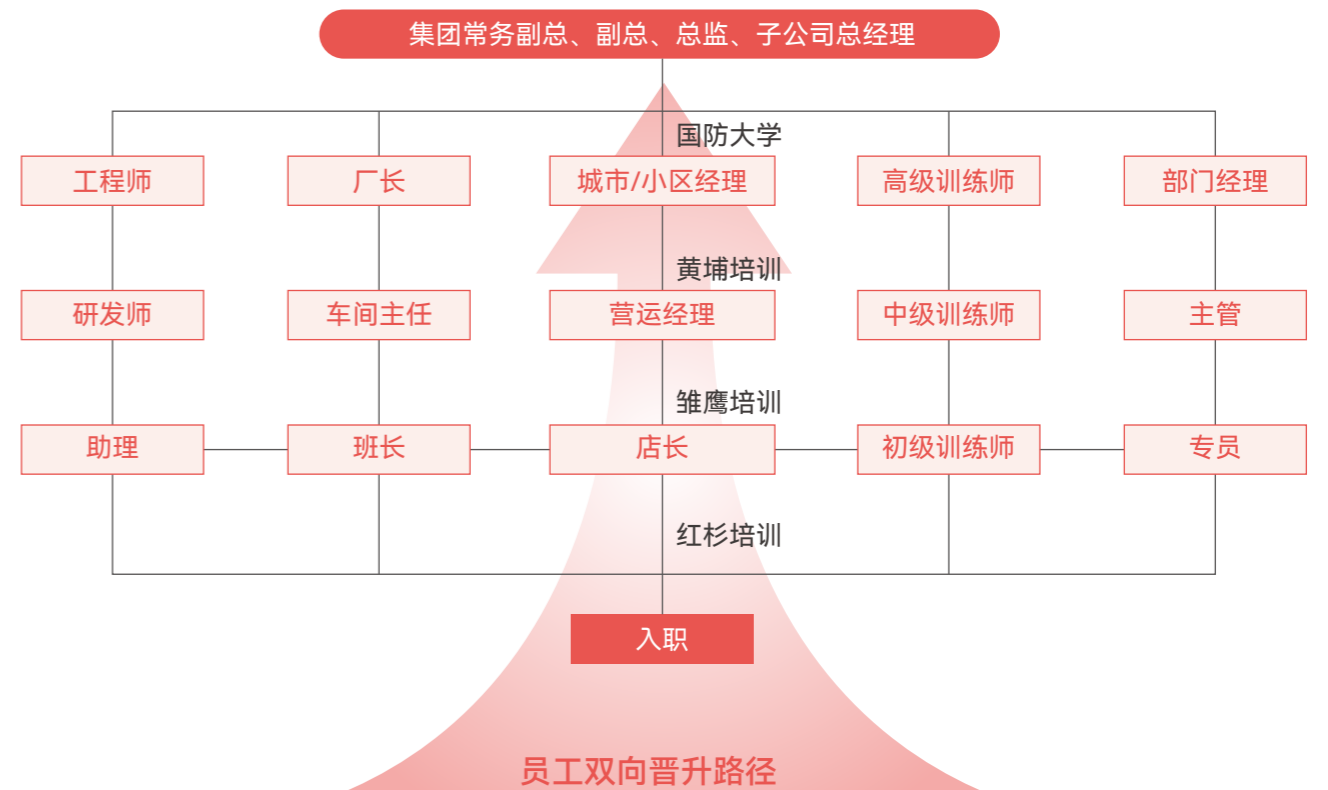 集团常务副总、副总、总监、子公司总经理
国防大学
工程师
厂长
城市/小区经理
高级训练师
部门经理
黄埔培训
研发师
车间主任
营运经理
中级训练师
主管
雏鹰培训
助理
班长
店长
初级训练师
专员
红杉培训
入职
员工双向晋升路径